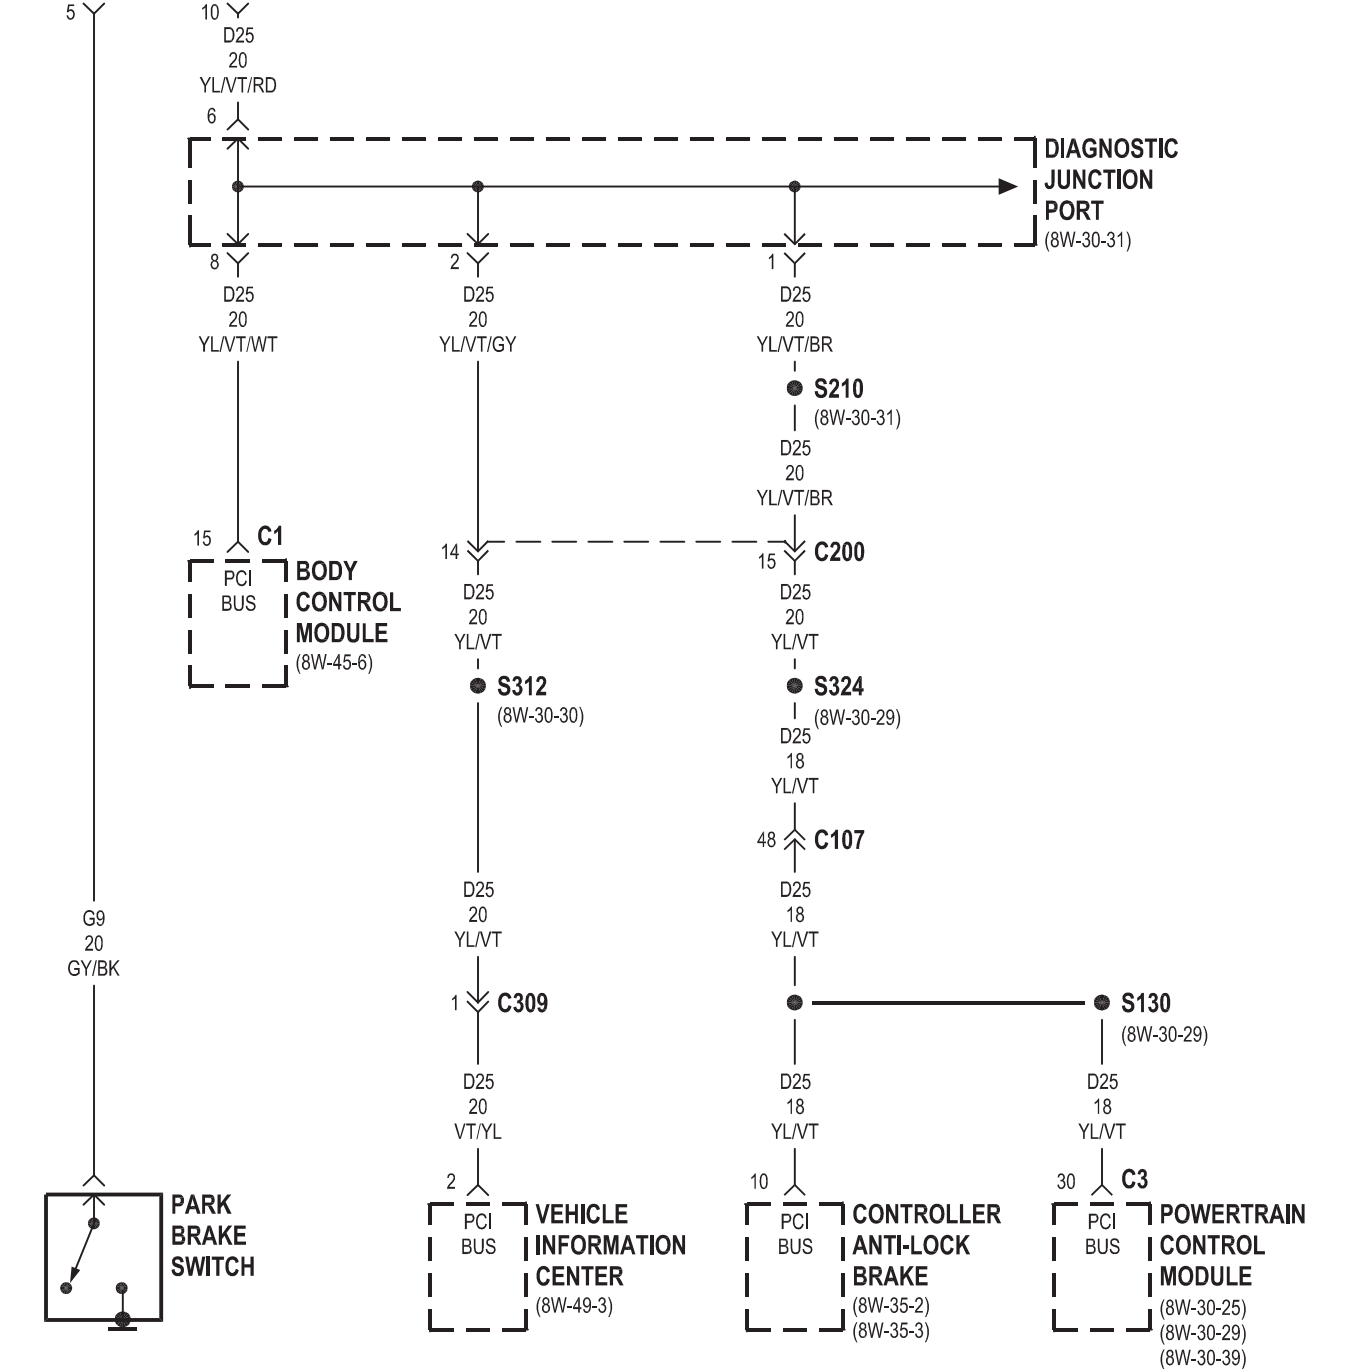 5
10
D25
20
YL/VT/RD
6
DIAGNOSTIC
JUNCTION
PORT
(8W-30-31)
8
D25
20
YL/VT/WT
2
D25
20
YL/VT/GY
1
D25
20
YL/VT/BR
S210
(8W-30-31)
D25
20
YL/VT/BR
15
C1
PCI
BUS
BODY
CONTROL
MODULE
(8W-45-6)
14
15
C200
D25
20
YL/VT
S312
(8W-30-30)
D25
20
YL/VT
S324
(8W-30-29)
D25
18
YL/VT
48
C107
G9
20
GY/BK
D25
20
YL/VT
D25
18
YL/VT
1
C309
S130
(8W-30-29)
D25
20
VT/YL
D25
18
YL/VT
D25
18
YL/VT
PARK
BRAKE
SWITCH
2
PCI
BUS
VEHICLE
INFORMATION
CENTER
(8W-49-3)
10
PCI
BUS
CONTROLLER
ANTI-LOCK
BRAKE
(8W-35-2)
(8W-35-3)
30
C3
PCI
BUS
POWERTRAIN
CONTROL
MODULE
(8W-30-25)
(8W-30-29)
(8W-30-39)